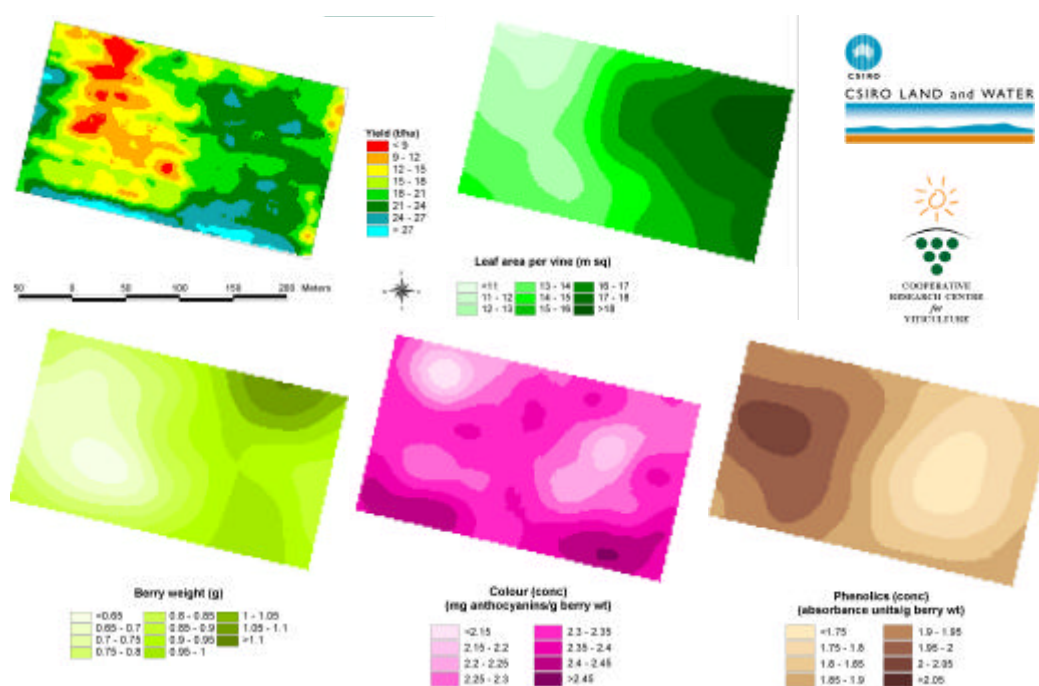 CSIRO
CSIRO LAND and WATER
Yield (t/ha)
< 9
9 - 12
12 - 15
15 - 18
18 - 21
21 - 24
24 - 27
> 27
Leaf area per vine (m sq)
<11
11 - 12
12 - 13
13 - 14
14 - 15
15 - 16
16 - 17
17 - 18
>18
50 0 50 100 150 200 Meters
COOPERATIVE
RESEARCH CENTRE
for
VITICULTURE
Berry weight (g)
<0.65
0.65 - 0.7
0.7 - 0.75
0.75 - 0.8
0.8 - 0.85
0.85 - 0.9
0.9 - 0.95
0.95 - 1
1 - 1.05
1.05 - 1.1
>1.1
Colour (conc)
(mg anthocyanins/g berry wt)
<2.15
2.15 - 2.2
2.2 - 2.25
2.25 - 2.3
2.3 - 2.35
2.35 - 2.4
2.4 - 2.45
>2.45
Phenolics (conc)
(absorbance units/g berry wt)
<1.75
1.75 - 1.8
1.8 - 1.85
1.85 - 1.9
1.9 - 1.95
1.95 - 2
2 - 2.05
>2.05